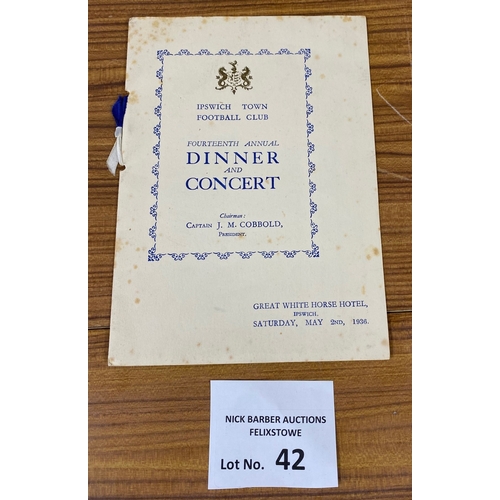 IPSWICH TOWN
FOOTBALL CLUB
FOURTEENTH ANNUAL
DINNER
AND
CONCERT
Chairman:
CAPTAIN J. M. COBBOLD,
PRESIDENT.
GREAT WHITE HORSE HOTEL,
IPSWICH.
SATURDAY, MAY 2ND, 1936.
NICK BARBER AUCTIONS
FELIXSTOWE
Lot No. 42